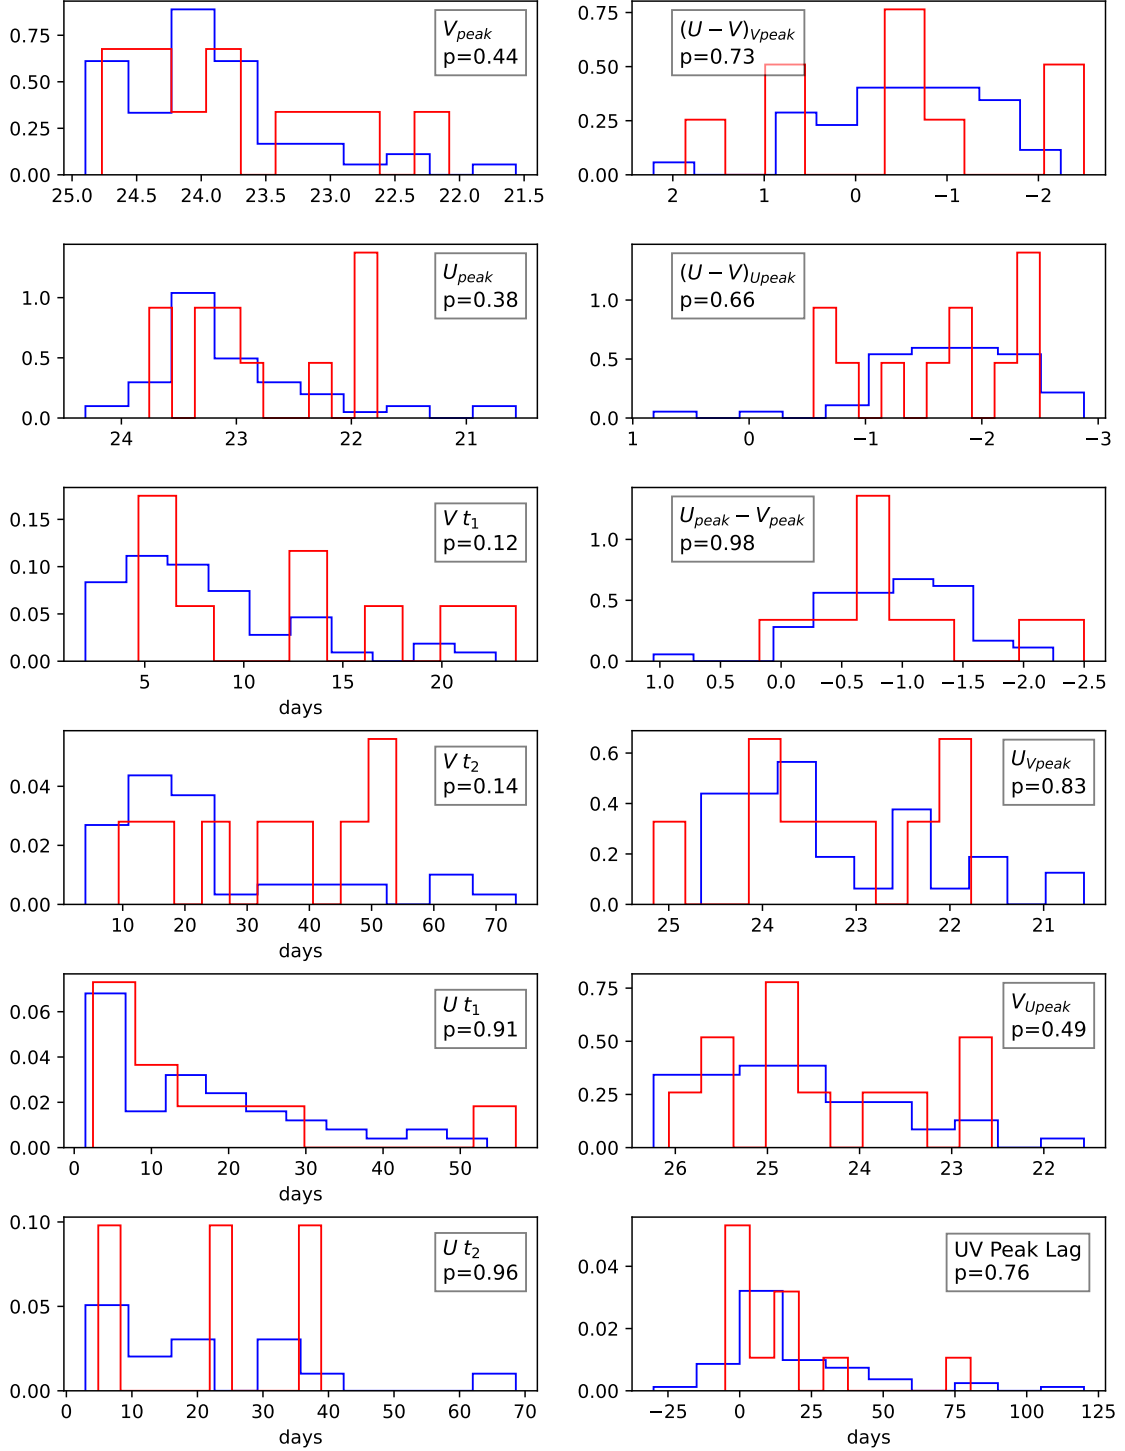 V_peak
p=0.44
0.75
0.50
0.25
0.00
25.0 24.5 24.0 23.5 23.0 22.5 22.0 21.5
(U − V)_Vpeak
p=0.73
0.75
0.50
0.25
0.00
2 1 0 −1 −2
U_peak
p=0.38
1.0
0.5
0.0
24 23 22 21
(U − V)_Upeak
p=0.66
1.0
0.5
0.0
1 0 −1 −2 −3
V t_1
p=0.12
0.15
0.10
0.05
0.00
5 10 15 20
days
U_peak − V_peak
p=0.98
1.0
0.5
0.0
1.0 0.5 0.0 −0.5 −1.0 −1.5 −2.0 −2.5
V t_2
p=0.14
0.04
0.02
0.00
10 20 30 40 50 60 70
days
U_Vpeak
p=0.83
0.6
0.4
0.2
0.0
25 24 23 22 21
U t_1
p=0.91
0.06
0.04
0.02
0.00
0 10 20 30 40 50
days
V_Upeak
p=0.49
0.75
0.50
0.25
0.00
26 25 24 23 22
U t_2
p=0.96
0.10
0.05
0.00
0 10 20 30 40 50 60 70
days
UV Peak Lag
p=0.76
0.04
0.02
0.00
−25 0 25 50 75 100 125
days